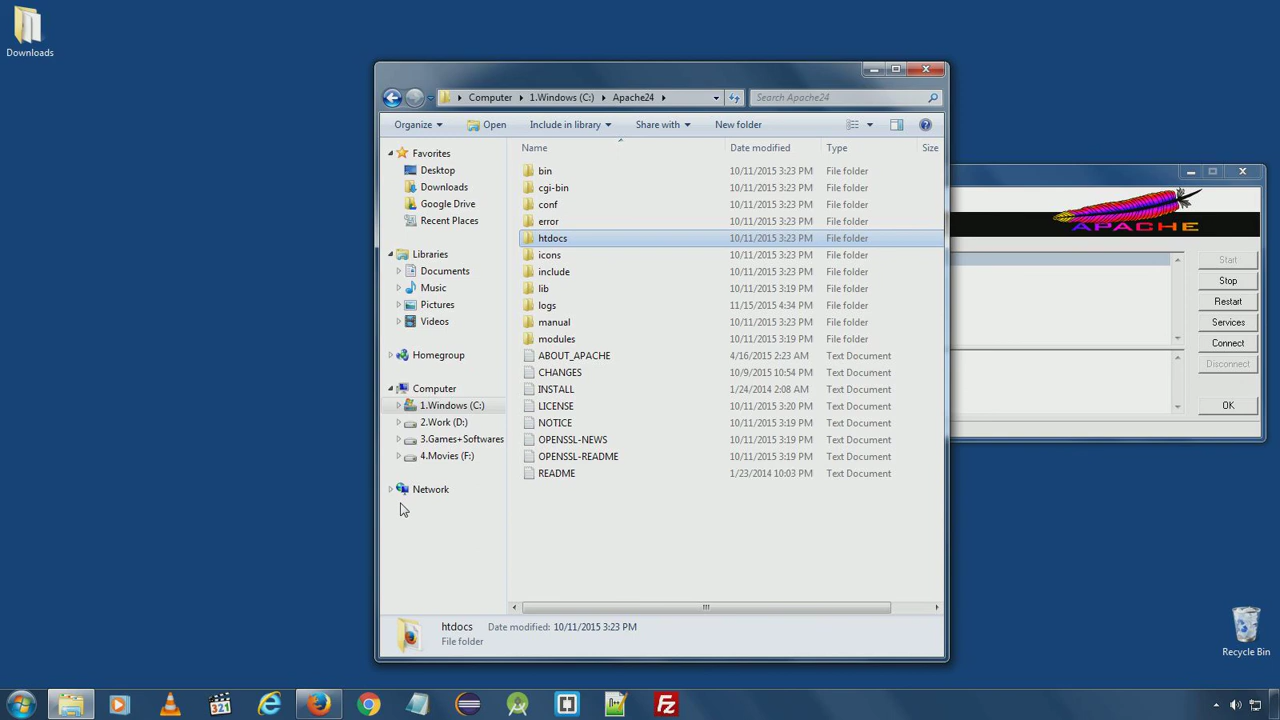 Downloads
Computer 1.Windows (C:) Apache24
Search Apache24
Organize Open Include in library Share with New folder
Favorites
Desktop
Downloads
Google Drive
Recent Places
Libraries
Documents
Music
Pictures
Videos
Homegroup
Computer
1.Windows (C:)
2.Work (D:)
3.Games+Softwares
4.Movies (F:)
Network
Name Date modified Type Size
bin 10/11/2015 3:23 PM File folder
cgi-bin 10/11/2015 3:23 PM File folder
conf 10/11/2015 3:23 PM File folder
error 10/11/2015 3:23 PM File folder
htdocs 10/11/2015 3:23 PM File folder
icons 10/11/2015 3:23 PM File folder
include 10/11/2015 3:23 PM File folder
lib 10/11/2015 3:19 PM File folder
logs 11/15/2015 4:34 PM File folder
manual 10/11/2015 3:23 PM File folder
modules 10/11/2015 3:19 PM File folder
ABOUT_APACHE 4/16/2015 2:23 AM Text Document
CHANGES 10/9/2015 10:54 PM Text Document
INSTALL 1/24/2014 2:08 AM Text Document
LICENSE 10/11/2015 3:20 PM Text Document
NOTICE 10/11/2015 3:19 PM Text Document
OPENSSL-NEWS 10/11/2015 3:19 PM Text Document
OPENSSL-README 10/11/2015 3:19 PM Text Document
README 1/23/2014 10:03 PM Text Document
htdocs Date modified: 10/11/2015 3:23 PM
File folder
APACHE
Start
Stop
Restart
Services
Connect
Disconnect
OK
Recycle Bin
321
n++
Fz